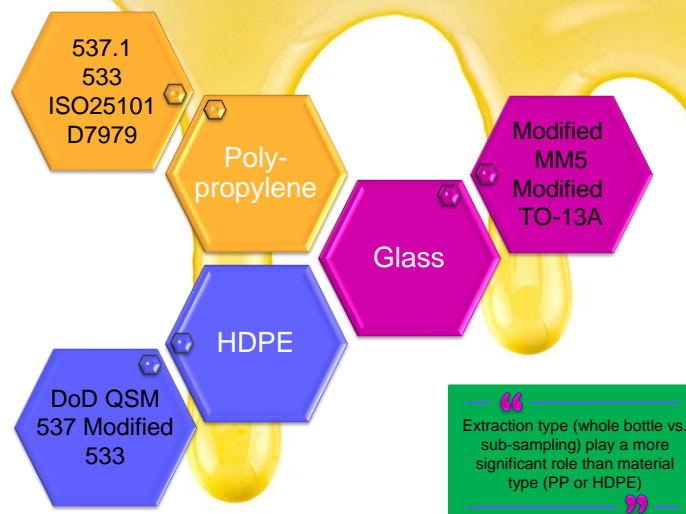 537.1
533
ISO25101
D7979
Poly-
propylene
Modified
MM5
Modified
TO-13A
Glass
HDPE
DoD QSM
537 Modified
533
“
Extraction type (whole bottle vs.
sub-sampling) play a more
significant role than material
type (PP or HDPE)
”